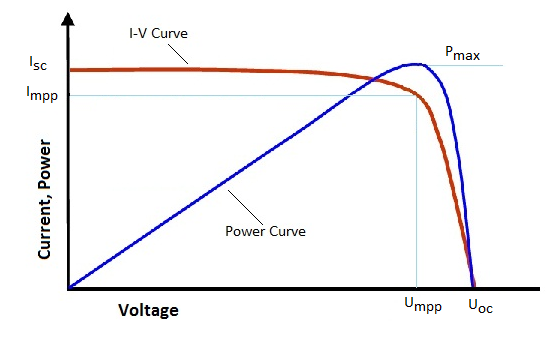 I-V Curve
Isc
Pmax
Impp
Current, Power
Power Curve
Voltage
Umpp
Uoc